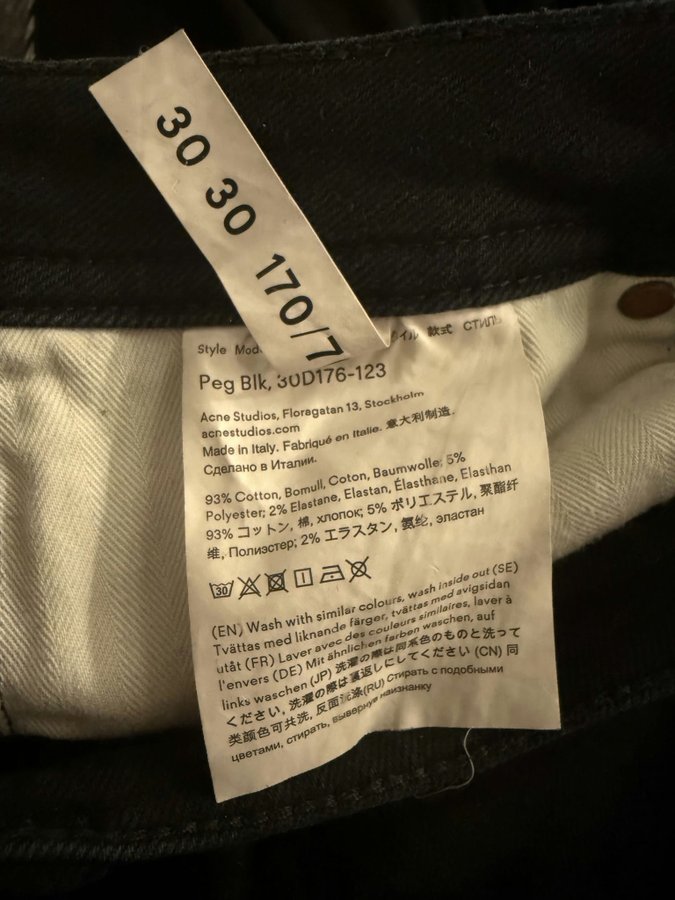 30 30 170/7
Style Mod
イル 款式 СТИЛЬ
Peg Blk, 30D176-123
Acne Studios, Floragatan 13, Stockholm
acnestudios.com
Made in Italy. Fabriqué en Italie. 意大利制造.
Сделано в Италии.
93% Cotton, Bomull, Coton, Baumwolle; 5%
Polyester; 2% Elastane, Elastan, Élasthane, Elasthan
93% コットン, 棉, хлопок; 5% ポリエステル, 聚酯纤
维, Полиэстер; 2% エラスタン, 氨纶, эластан
30
(EN) Wash with similar colours, wash inside out (SE)
Tvättas med liknande färger, tvättas med avigsidan
utåt (FR) Laver avec des couleurs similaires, laver à
l'envers (DE) Mit ähnlichen farben waschen, auf
links waschen (JP) 洗濯の際は同系色のものと洗って
ください, 洗濯の際は裏返しにしてください (CN) 同
类颜色可共洗, 反面洗涤(RU) Стирать с подобными
цветами, стирать, вывернув наизнанку